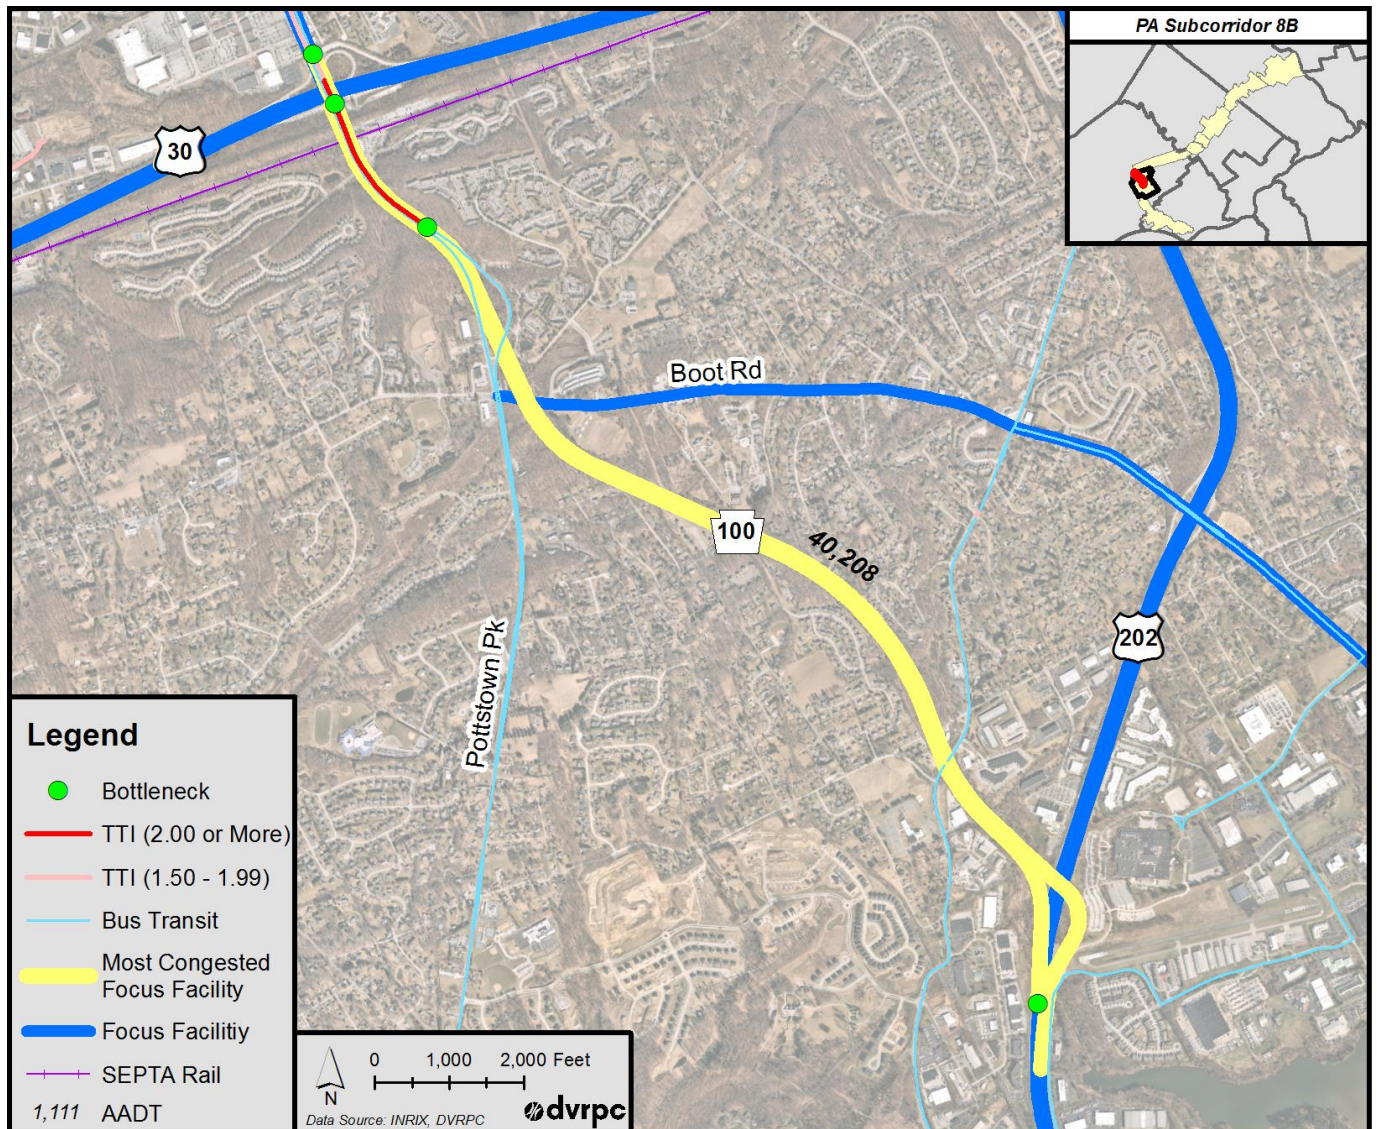 PA Subcorridor 8B
30
Boot Rd
100
40,208
202
Pottstown Pk
Legend
Bottleneck
TTI (2.00 or More)
TTI (1.50 - 1.99)
Bus Transit
Most Congested
Focus Facility
Focus Facilitiy
SEPTA Rail
1,111 AADT
0 1,000 2,000 Feet
N
Data Source: INRIX, DVRPC
dvrpc